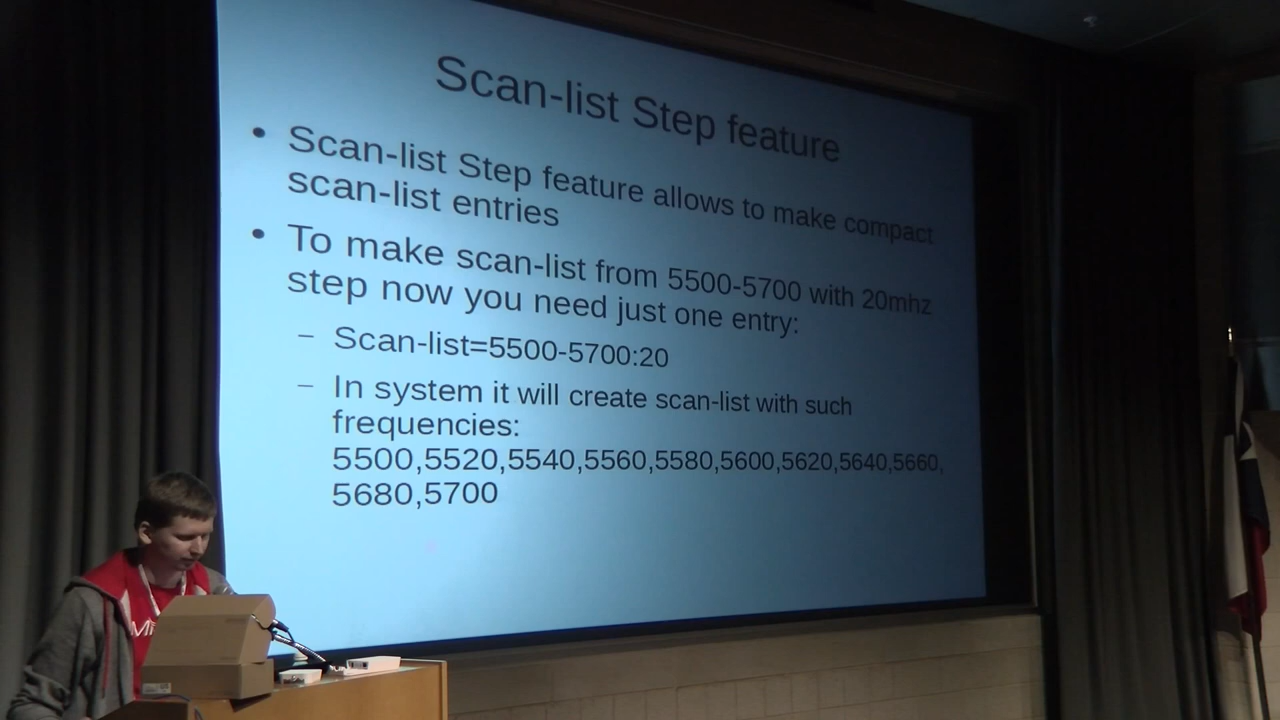 Scan-list Step feature
• Scan-list Step feature allows to make compact
scan-list entries
• To make scan-list from 5500-5700 with 20mhz
step now you need just one entry:
– Scan-list=5500-5700:20
– In system it will create scan-list with such
frequencies:
5500,5520,5540,5560,5580,5600,5620,5640,5660,
5680,5700